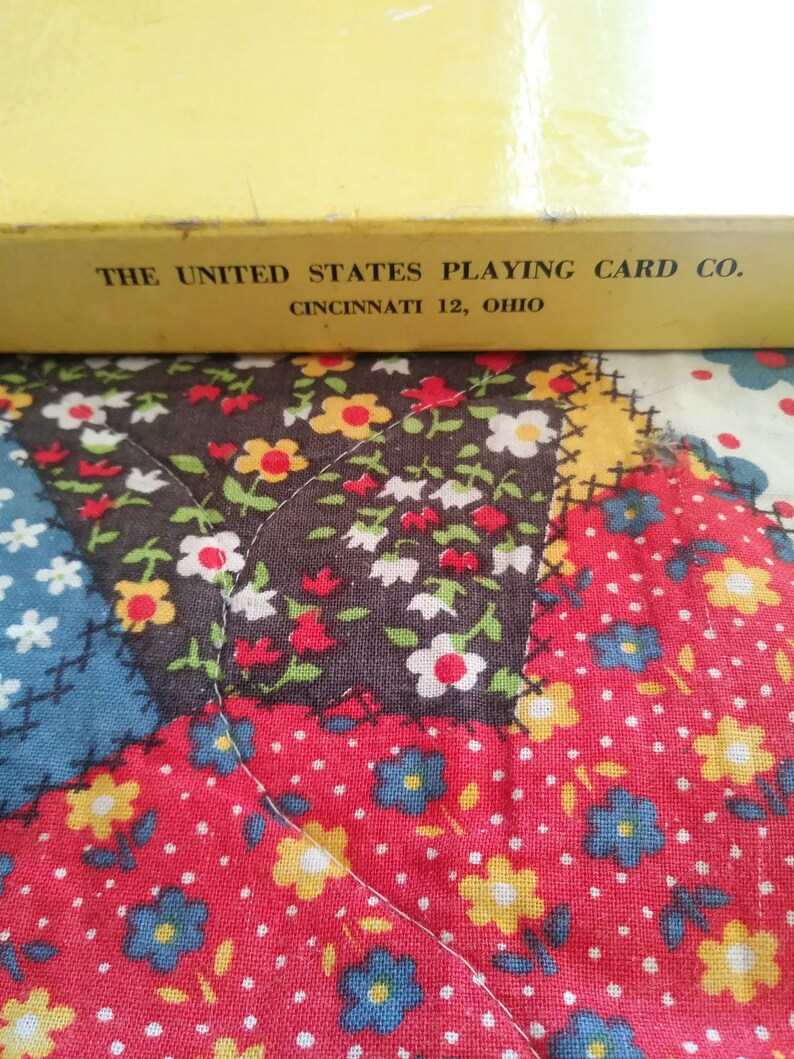 THE UNITED STATES PLAYING CARD CO.
CINCINNATI 12, OHIO